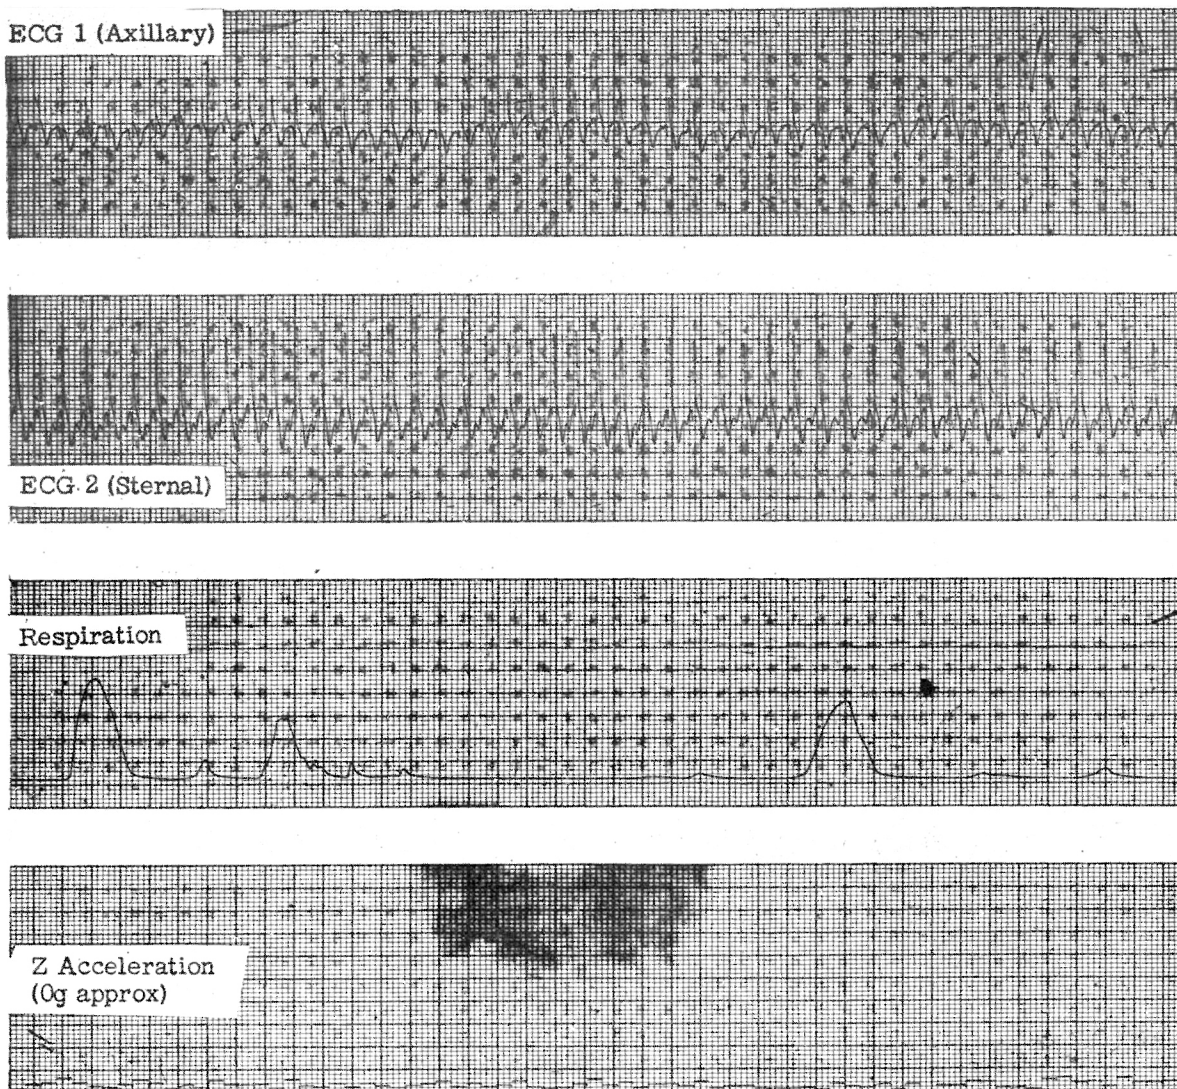 ECG 1 (Axillary)
ECG 2 (Sternal)
Respiration
Z Acceleration
(0g approx)